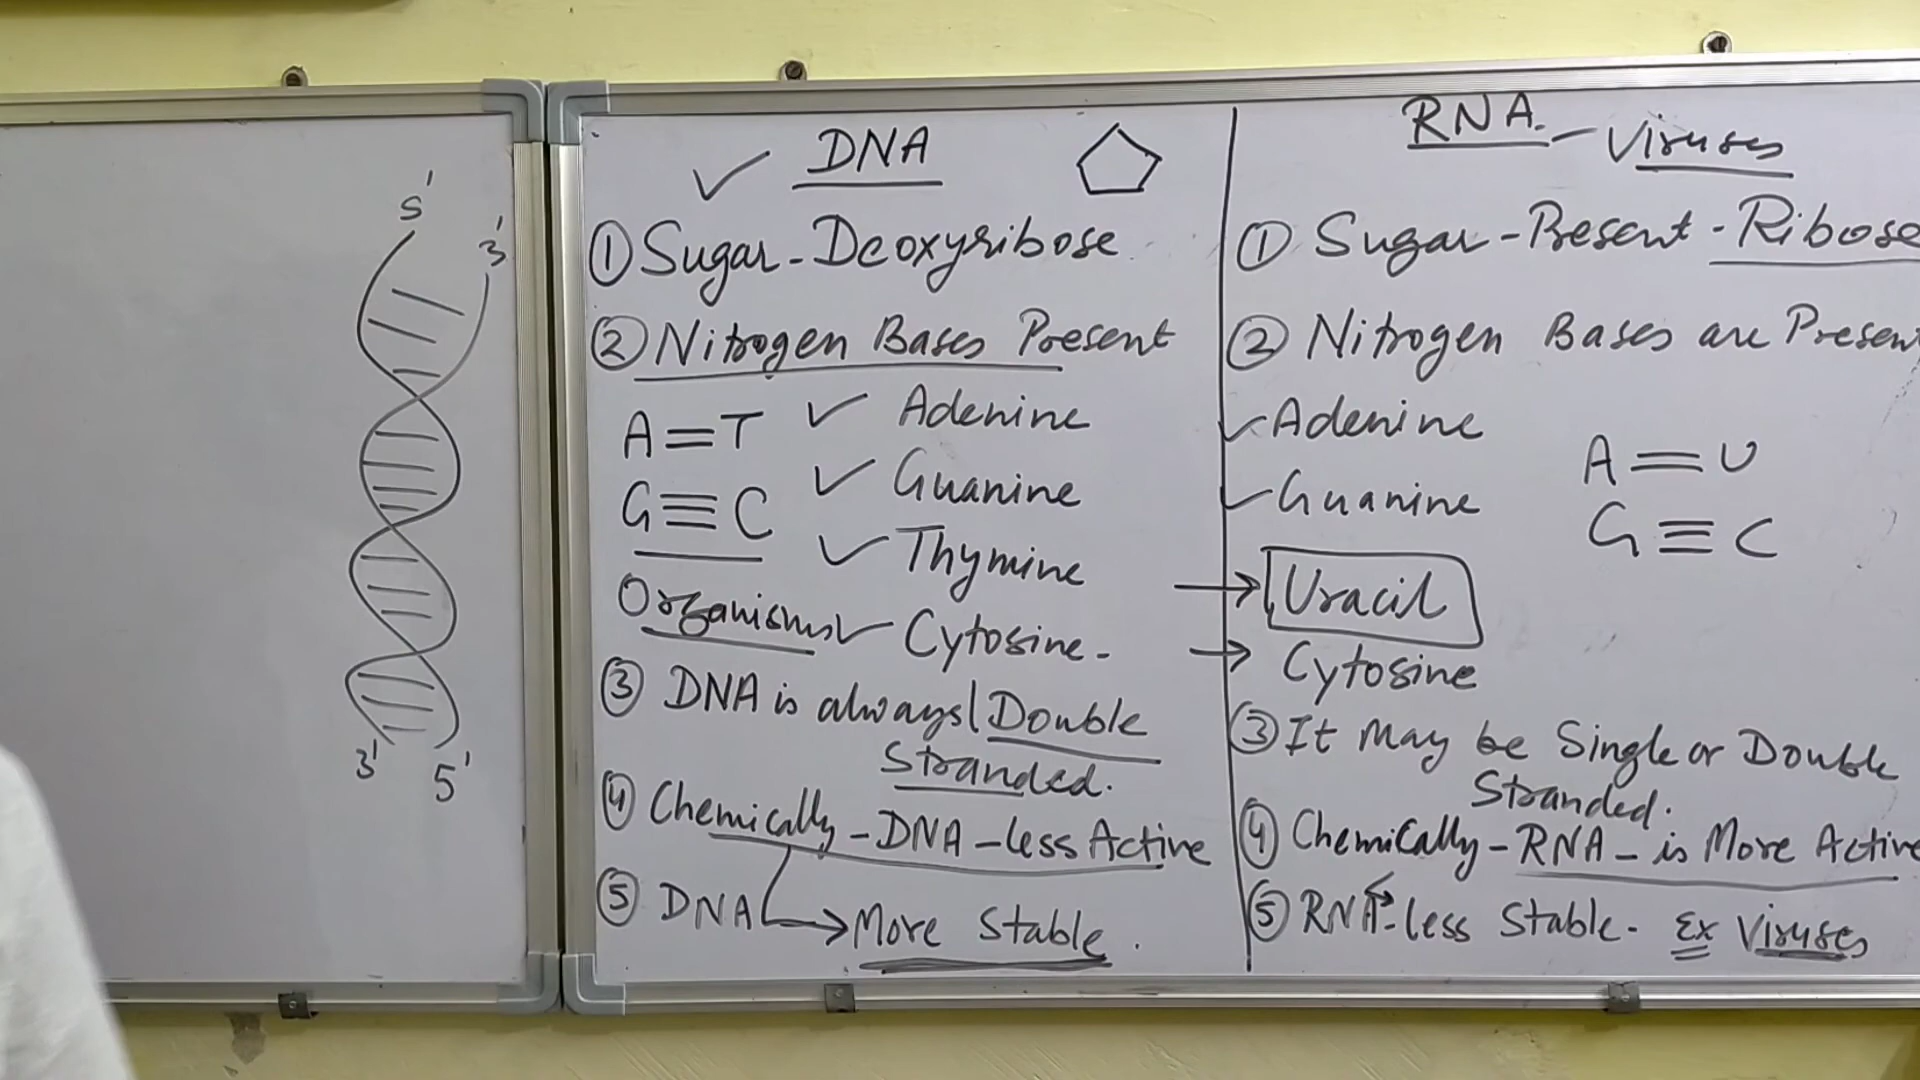 5'
3'
3'
5'
DNA
① Sugar - Deoxyribose
② Nitrogen Bases Present
A = T ✓ Adenine
G ≡ C ✓ Guanine
✓ Thymine
Organisms ✓ Cytosine -
③ DNA is always Double
Stranded.
④ Chemically - DNA - less Active
⑤ DNA → More Stable.
RNA. - Viruses
① Sugar - Present - Ribose
② Nitrogen Bases are Present
✓ Adenine
✓ Guanine
A = U
G ≡ C
→ Uracil
→ Cytosine
③ It May be Single or Double
Stranded.
④ Chemically - RNA - is More Active
⑤ RNA - less Stable - Ex Viruses